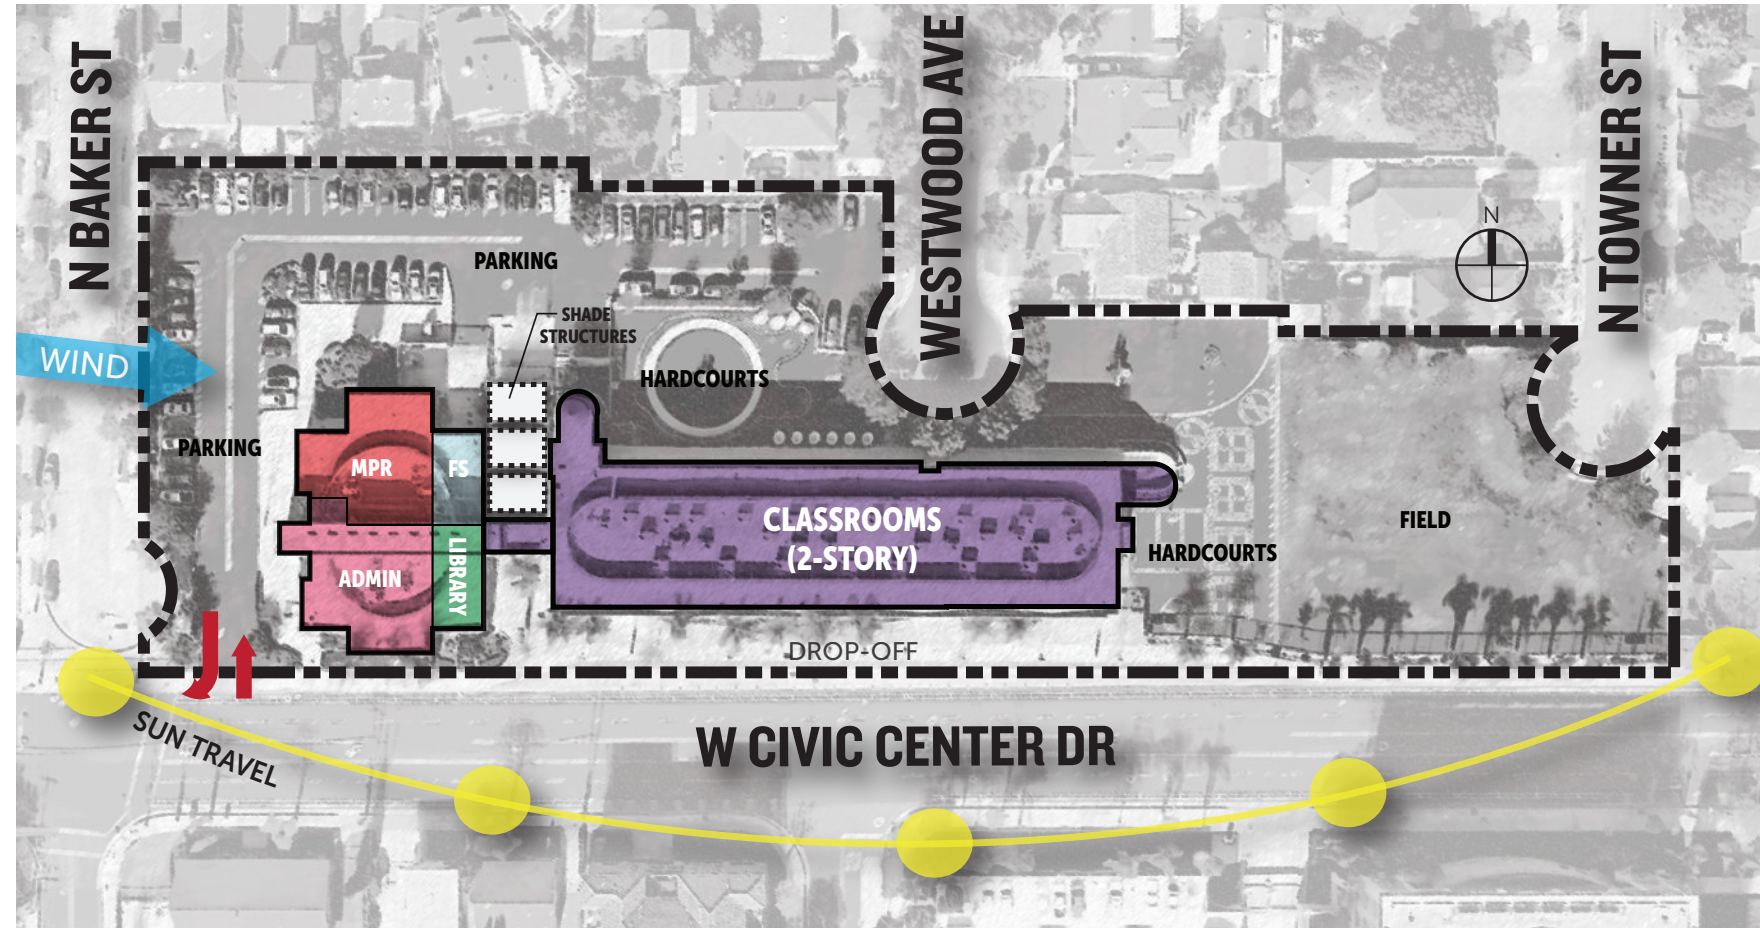 N BAKER ST
WESTWOOD AVE
N TOWNER ST
N
PARKING
SHADE
STRUCTURES
WIND
HARDCOURTS
PARKING
MPR
FS
CLASSROOMS
(2-STORY)
FIELD
HARDCOURTS
LIBRARY
ADMIN
DROP-OFF
SUN TRAVEL
W CIVIC CENTER DR